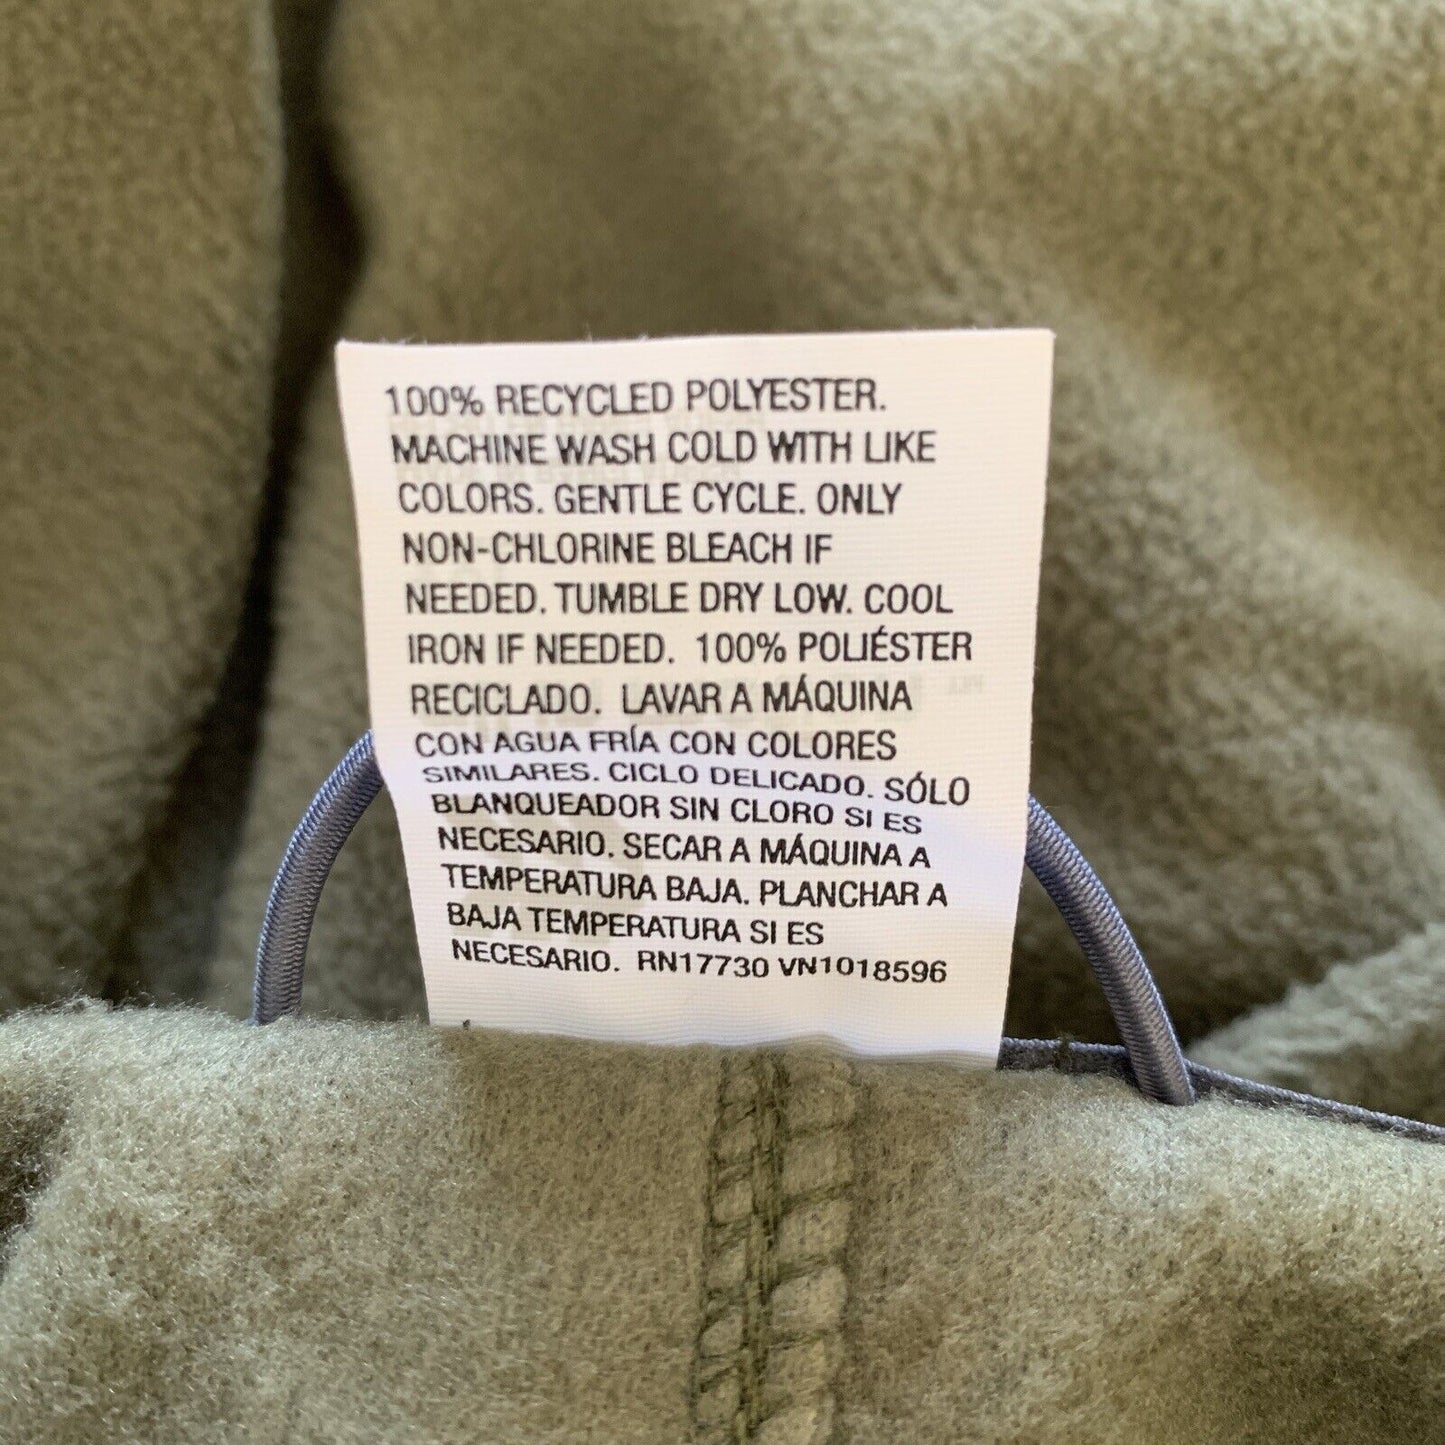 100% RECYCLED POLYESTER.
MACHINE WASH COLD WITH LIKE
COLORS. GENTLE CYCLE. ONLY
NON-CHLORINE BLEACH IF
NEEDED. TUMBLE DRY LOW. COOL
IRON IF NEEDED. 100% POLIÉSTER
RECICLADO. LAVAR A MÁQUINA
CON AGUA FRÍA CON COLORES
SIMILARES. CICLO DELICADO. SÓLO
BLANQUEADOR SIN CLORO SI ES
NECESARIO. SECAR A MÁQUINA A
TEMPERATURA BAJA. PLANCHAR A
BAJA TEMPERATURA SI ES
NECESARIO. RN17730 VN1018596